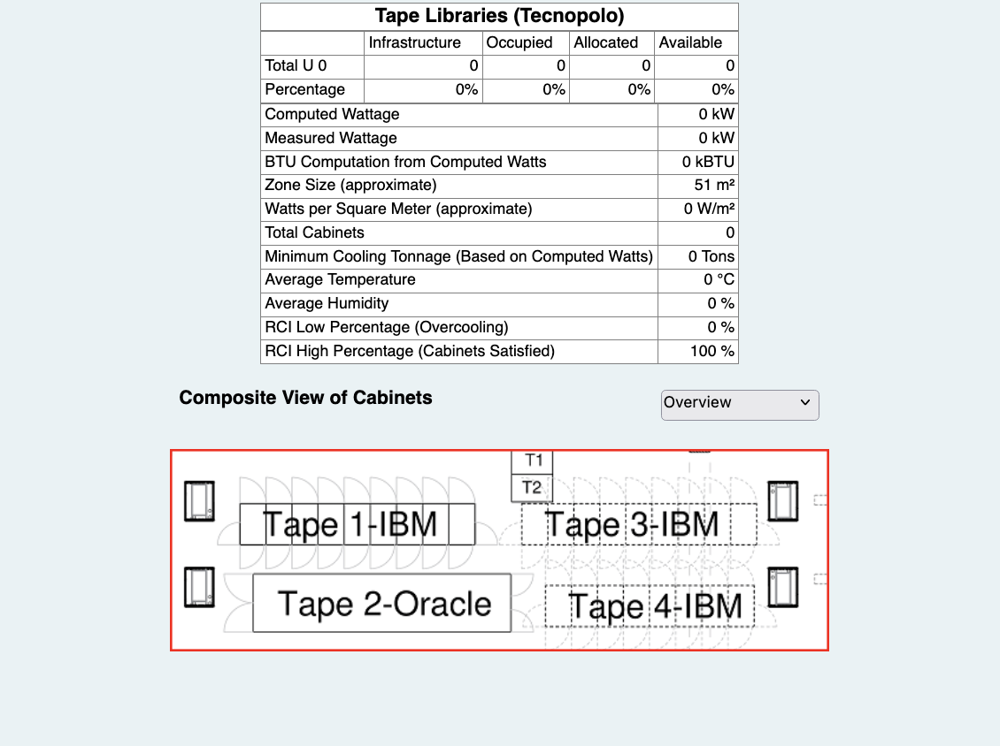 Tape Libraries (Tecnopolo)
Infrastructure Occupied Allocated Available
Total U 0 0 0 0 0
Percentage 0% 0% 0% 0%
Computed Wattage 0 kW
Measured Wattage 0 kW
BTU Computation from Computed Watts 0 kBTU
Zone Size (approximate) 51 m²
Watts per Square Meter (approximate) 0 W/m²
Total Cabinets 0
Minimum Cooling Tonnage (Based on Computed Watts) 0 Tons
Average Temperature 0 °C
Average Humidity 0 %
RCI Low Percentage (Overcooling) 0 %
RCI High Percentage (Cabinets Satisfied) 100 %
Composite View of Cabinets Overview
T1
T2
Tape 1-IBM Tape 3-IBM
Tape 2-Oracle Tape 4-IBM